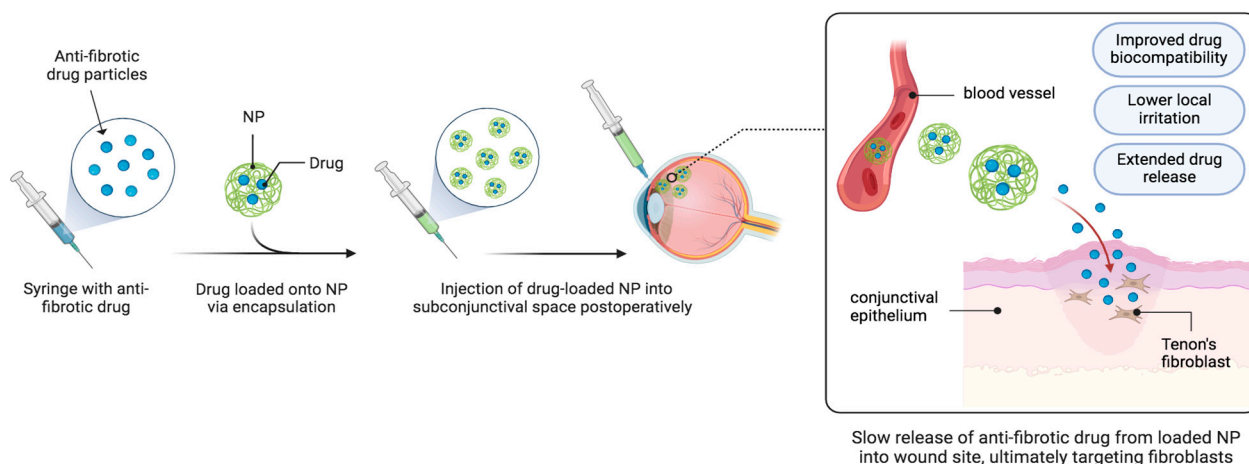 Anti-fibrotic
drug particles
Syringe with anti-
fibrotic drug
NP
Drug
Drug loaded onto NP
via encapsulation
Injection of drug-loaded NP into
subconjunctival space postoperatively
blood vessel
Improved drug
biocompatibility
Lower local
irritation
Extended drug
release
conjunctival
epithelium
Tenon's
fibroblast
Slow release of anti-fibrotic drug from loaded NP
into wound site, ultimately targeting fibroblasts